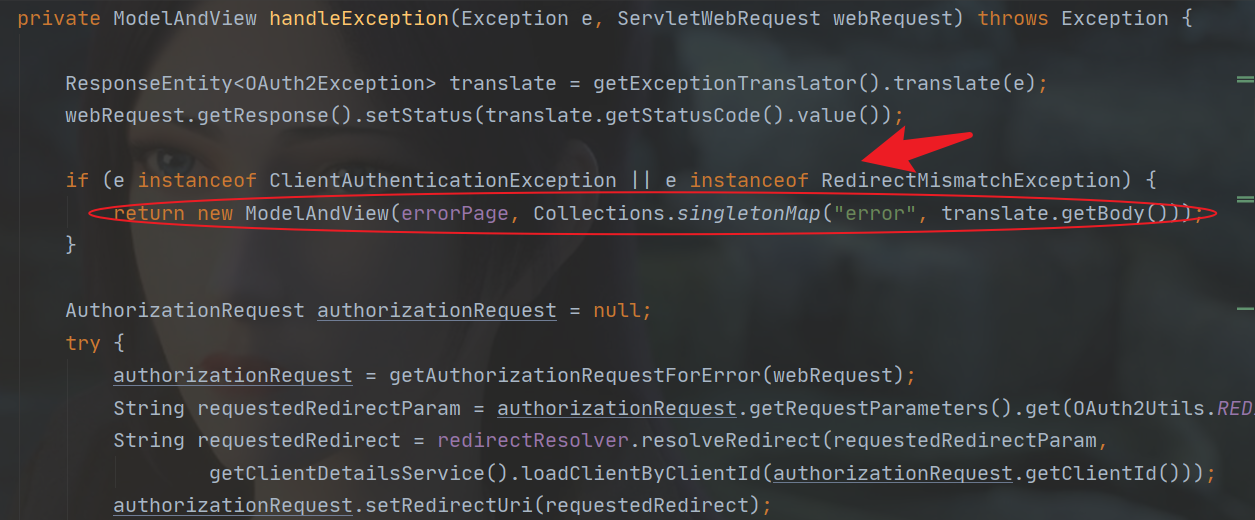 private ModelAndView handleException(Exception e, ServletWebRequest webRequest) throws Exception {
ResponseEntity<OAuth2Exception> translate = getExceptionTranslator().translate(e);
webRequest.getResponse().setStatus(translate.getStatusCode().value());
if (e instanceof ClientAuthenticationException || e instanceof RedirectMismatchException) {
return new ModelAndView(errorPage, Collections.singletonMap("error", translate.getBody()));
}
AuthorizationRequest authorizationRequest = null;
try {
authorizationRequest = getAuthorizationRequestForError(webRequest);
String requestedRedirectParam = authorizationRequest.getRequestParameters().get(OAuth2Utils.RED
String requestedRedirect = redirectResolver.resolveRedirect(requestedRedirectParam,
getClientDetailsService().loadClientByClientId(authorizationRequest.getClientId()));
authorizationRequest.setRedirectUri(requestedRedirect);